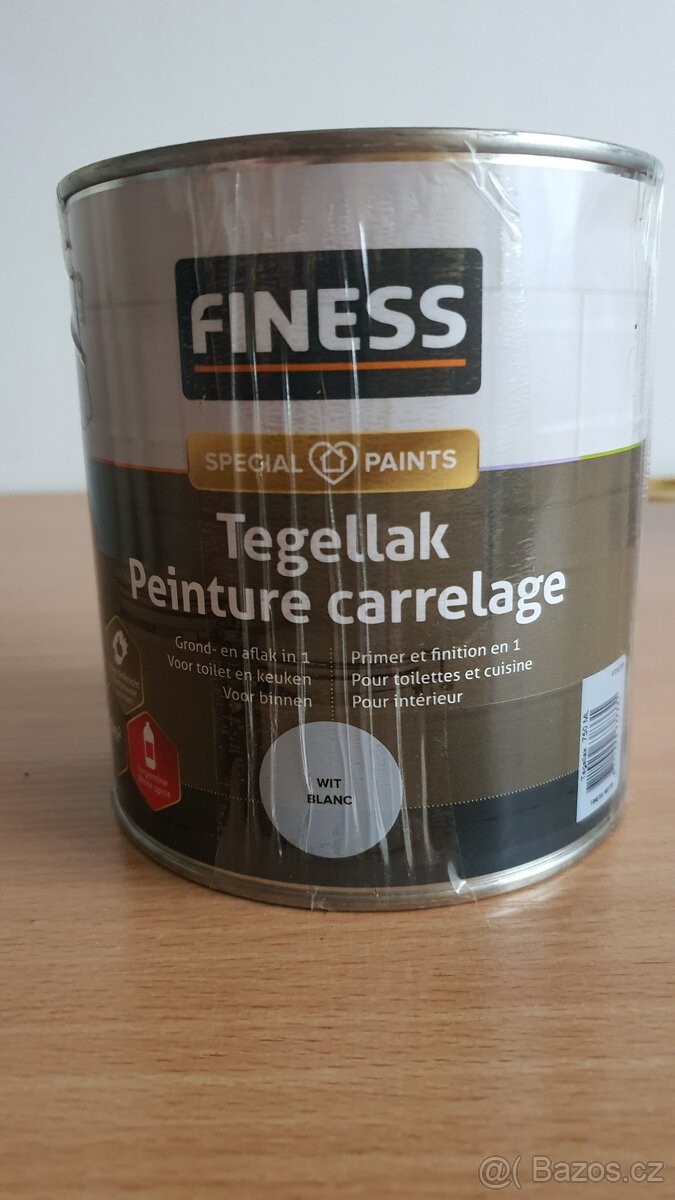 FINESS
SPECIAL PAINTS
Tegellak
Peinture carrelage
Grond- en aflak in 1
Voor toilet en keuken
Voor binnen
Primer et finition en 1
Pour toilettes et cuisine
Pour intérieur
WIT
BLANC
Tegellak 750 ML
@( Bazos.cz